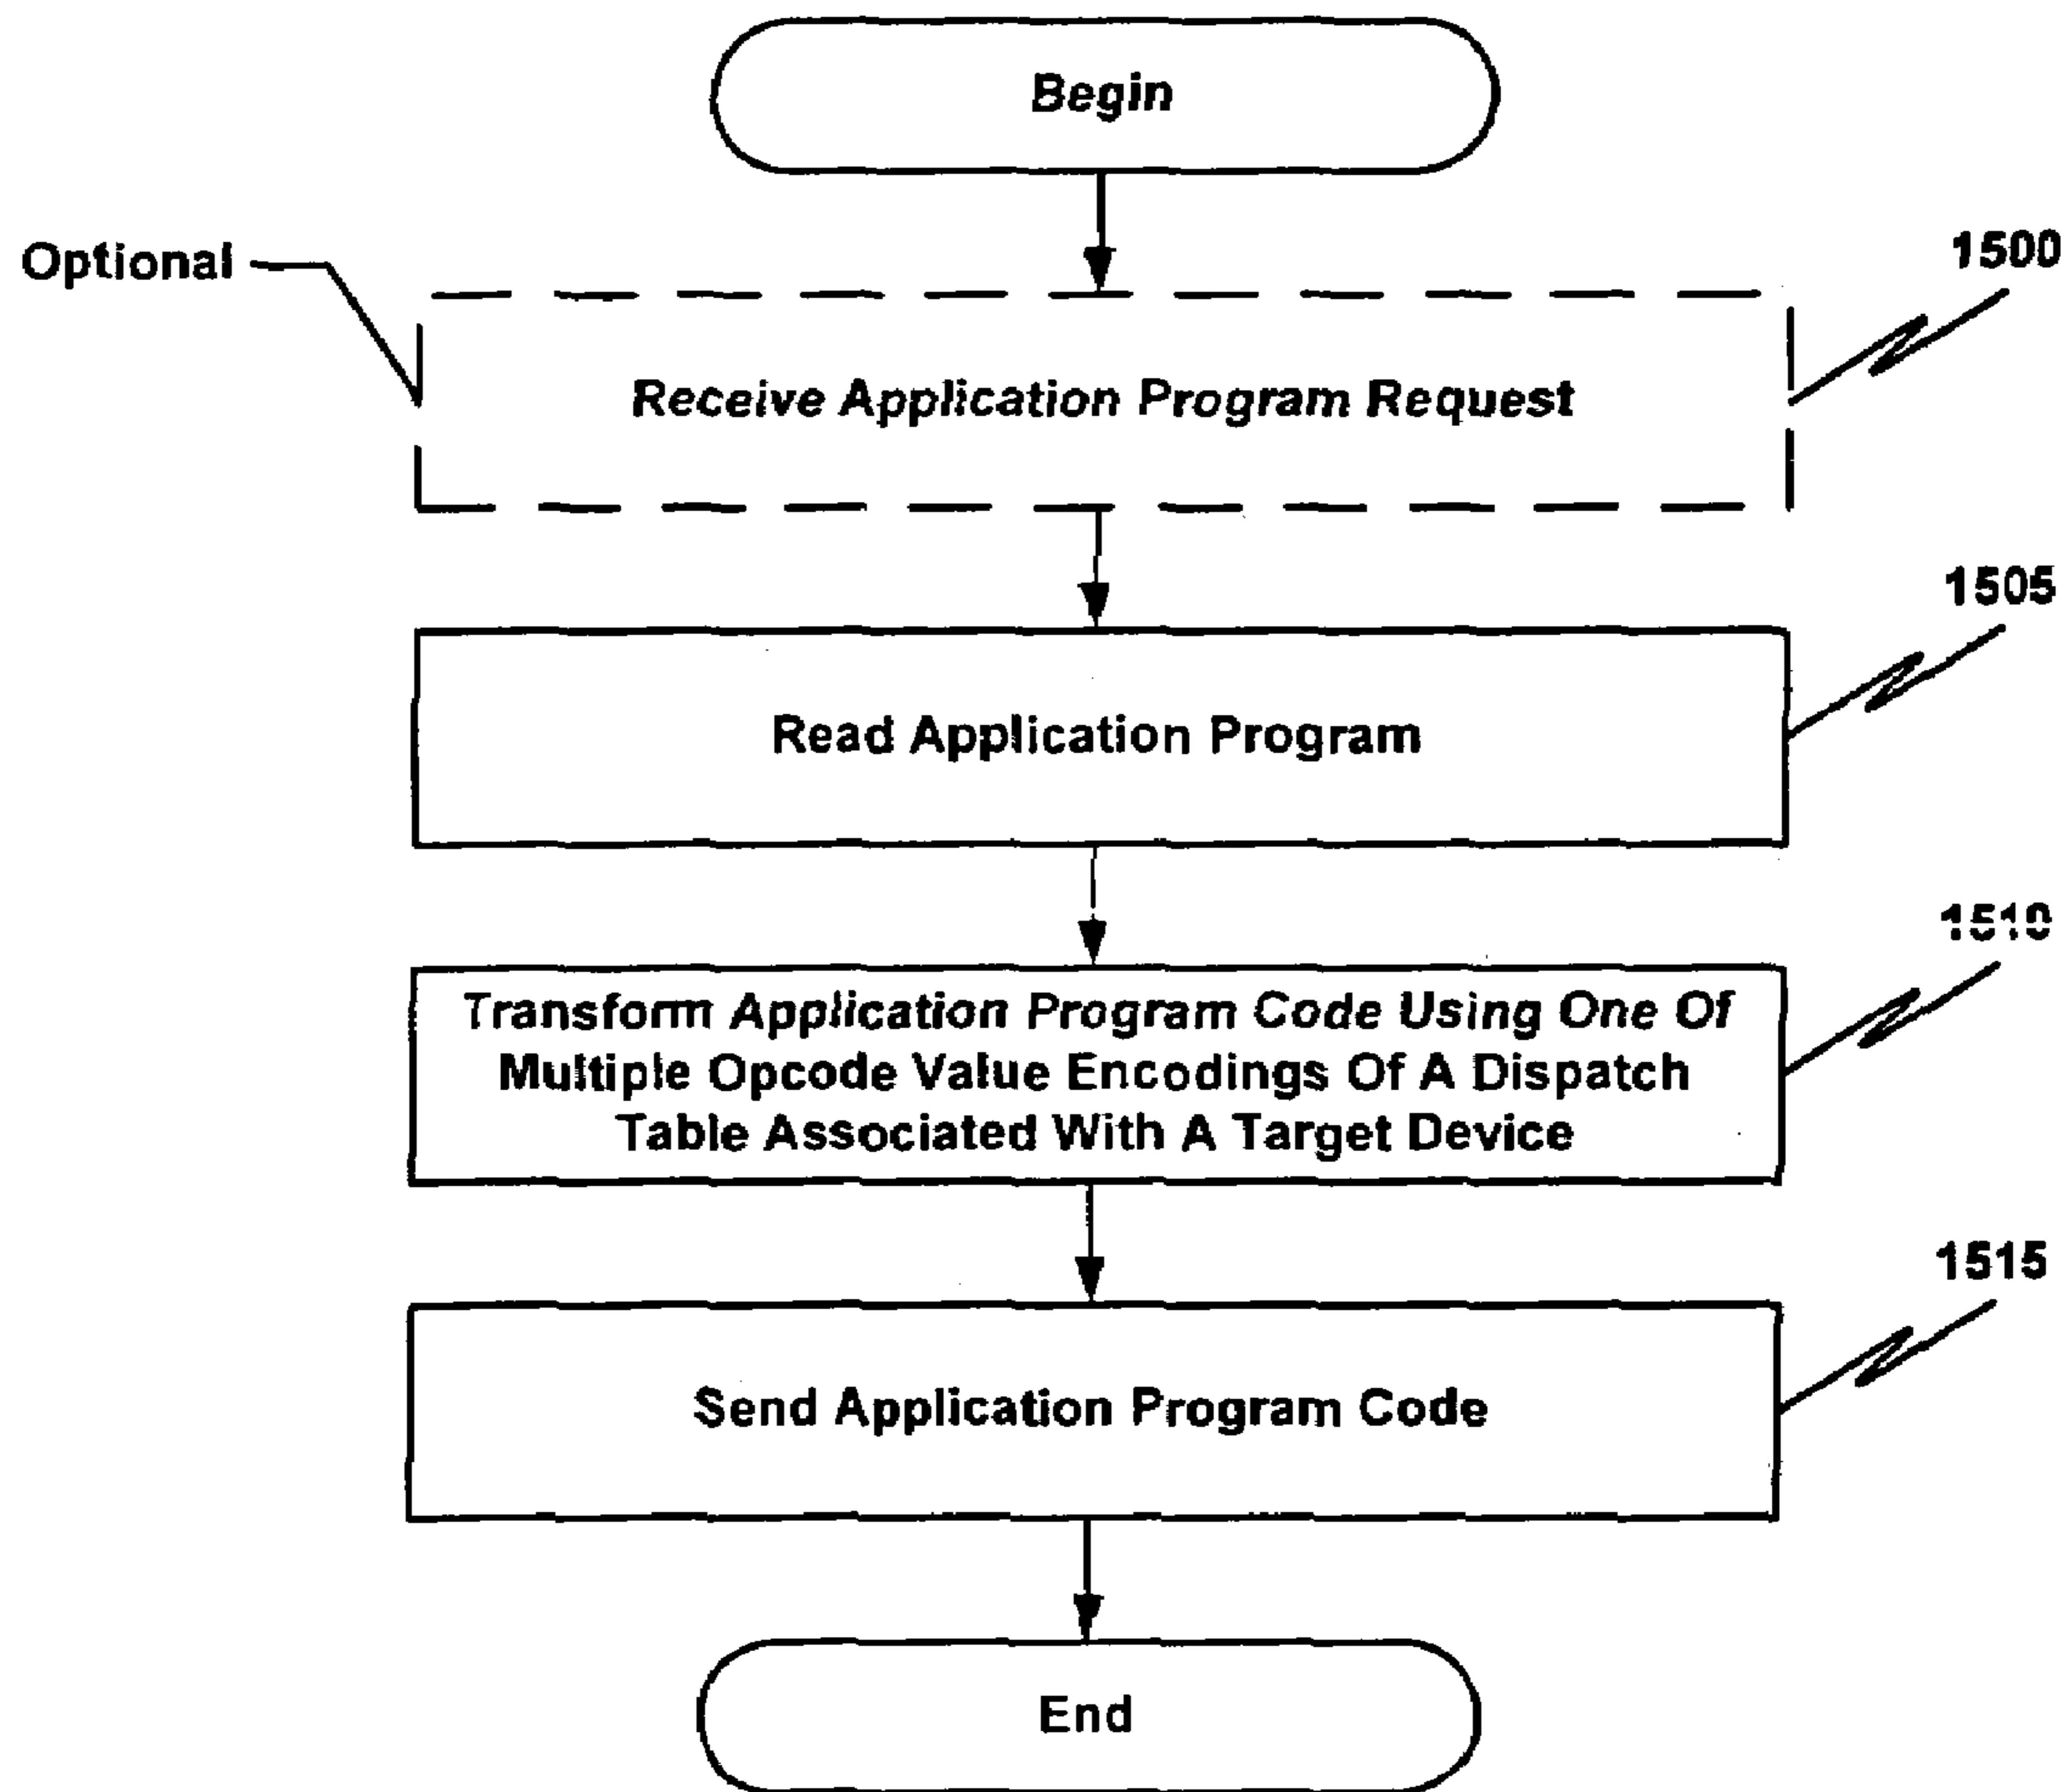 Begin
Optional
1500
Receive Application Program Request
1505
Read Application Program
1510
Transform Application Program Code Using One Of
Multiple Opcode Value Encodings Of A Dispatch
Table Associated With A Target Device
1515
Send Application Program Code
End